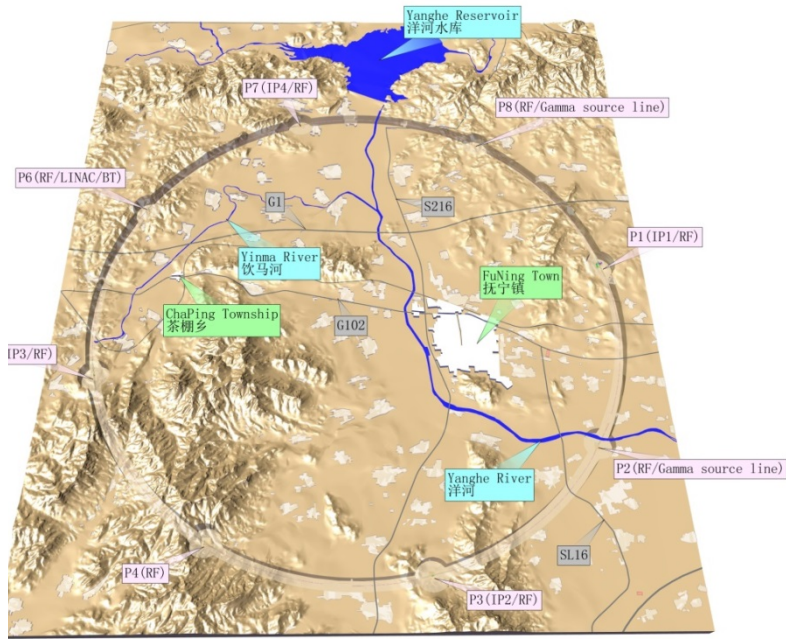 Yanghe Reservoir
洋河水库
P7(IP4/RF)
P8(RF/Gamma source line)
P6(RF/LINAC/BT)
G1
S216
P1(IP1/RF)
Yinma River
饮马河
FuNing Town
抚宁镇
ChaPing Township
茶棚乡
G102
IP3/RF)
Yanghe River
洋河
P2(RF/Gamma source line)
SL16
P4(RF)
P3(IP2/RF)